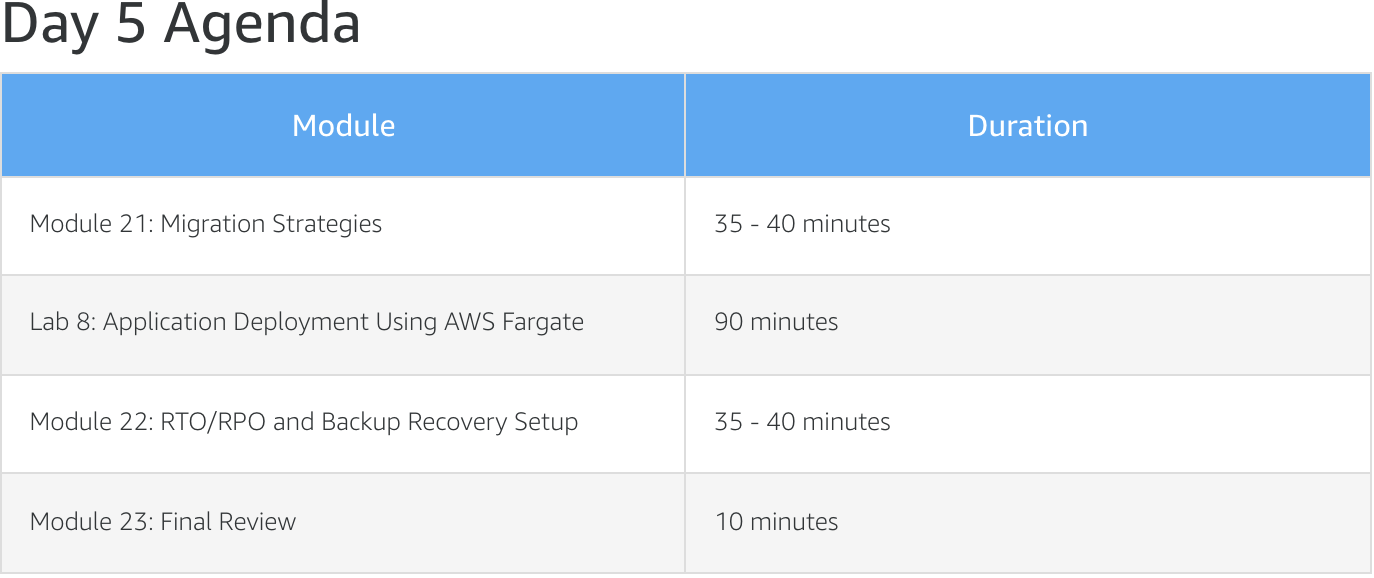 Day 5 Agenda
Module Duration
Module 21: Migration Strategies 35 - 40 minutes
Lab 8: Application Deployment Using AWS Fargate 90 minutes
Module 22: RTO/RPO and Backup Recovery Setup 35 - 40 minutes
Module 23: Final Review 10 minutes